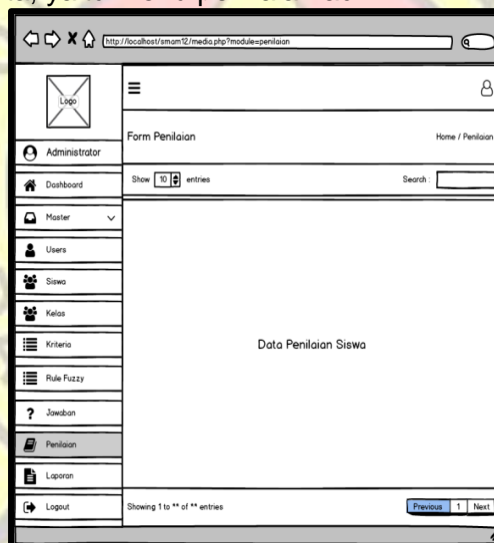 http://localhost/smam12/media.php?module=penilaian
Logo
Form Penilaian
Home / Penilaian
Administrator
Show 10 entries
Search :
Dashboard
Master
Users
Siswa
Kelas
Kriteria
Rule Fuzzy
Jawaban
Penilaian
Laporan
Logout
Data Penilaian Siswa
Showing 1 to ** of ** entries
Previous 1 Next